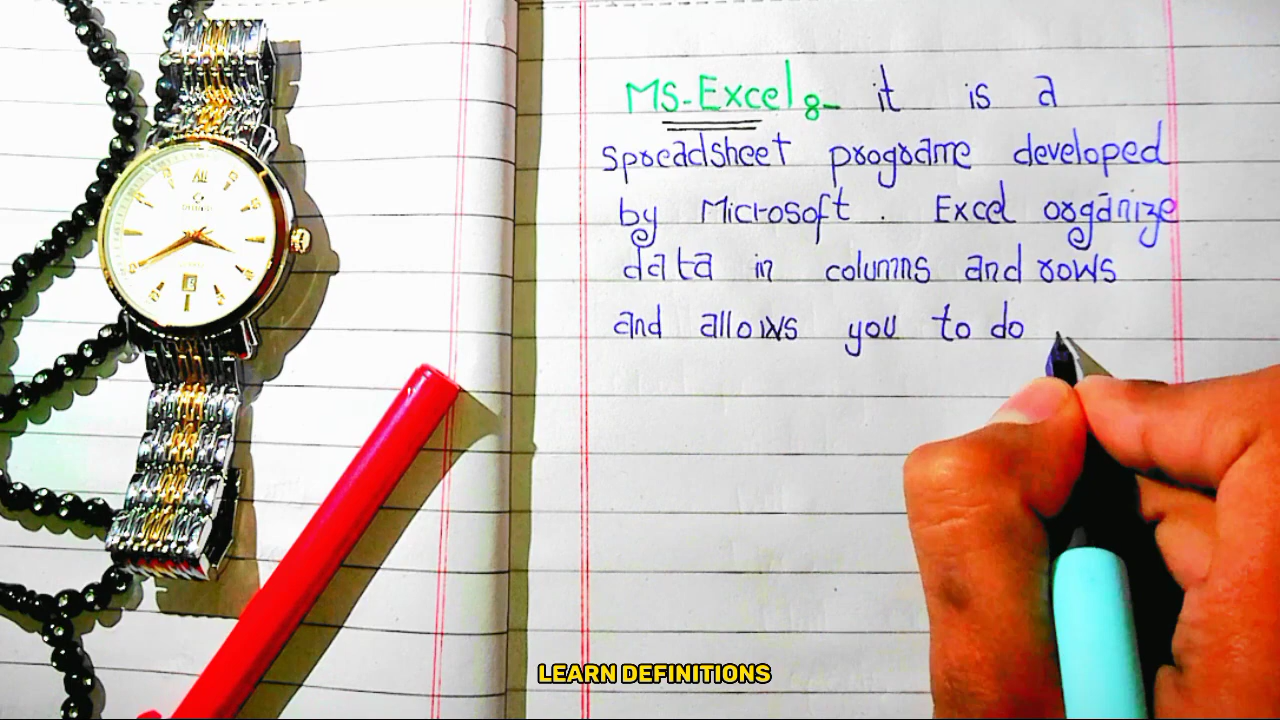 MS-Excel :- it is a
Spreadsheet programe developed
by Microsoft . Excel organize
data in columns and rows
and allows you to do
LEARN DEFINITIONS